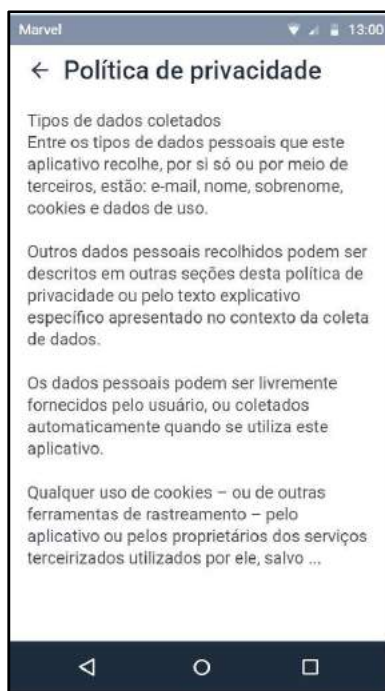 Marvel 13:00
← Política de privacidade
Tipos de dados coletados
Entre os tipos de dados pessoais que este
aplicativo recolhe, por si só ou por meio de
terceiros, estão: e-mail, nome, sobrenome,
cookies e dados de uso.
Outros dados pessoais recolhidos podem ser
descritos em outras seções desta política de
privacidade ou pelo texto explicativo
específico apresentado no contexto da coleta
de dados.
Os dados pessoais podem ser livremente
fornecidos pelo usuário, ou coletados
automaticamente quando se utiliza este
aplicativo.
Qualquer uso de cookies – ou de outras
ferramentas de rastreamento – pelo
aplicativo ou pelos proprietários dos serviços
terceirizados utilizados por ele, salvo ...